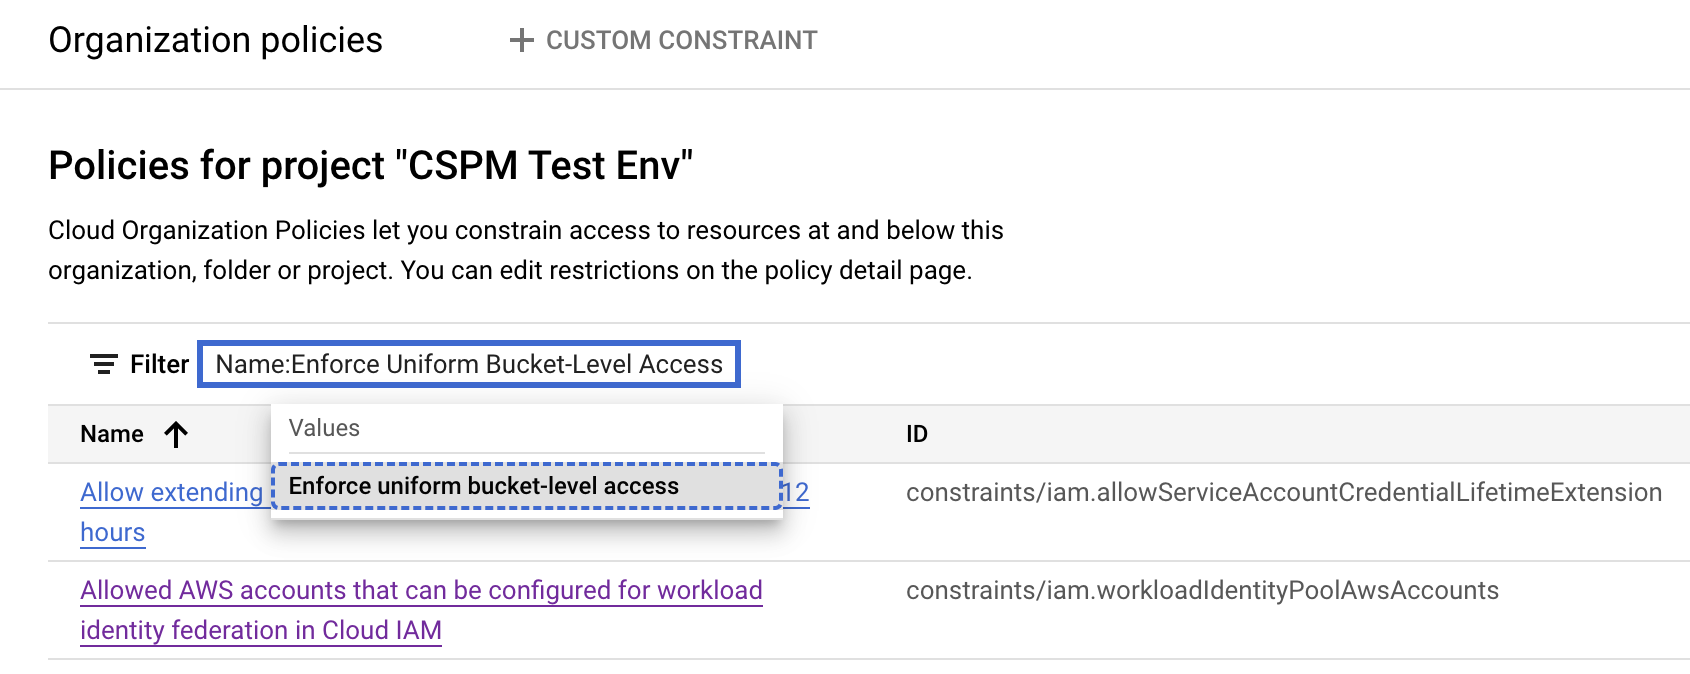 Organization policies
CUSTOM CONSTRAINT
Policies for project "CSPM Test Env"
Cloud Organization Policies let you constrain access to resources at and below this
organization, folder or project. You can edit restrictions on the policy detail page.
Filter Name:Enforce Uniform Bucket-Level Access
Name
ID
Values
Enforce uniform bucket-level access
Allow extending 12
hours
constraints/iam.allowServiceAccountCredentialLifetimeExtension
Allowed AWS accounts that can be configured for workload
identity federation in Cloud IAM
constraints/iam.workloadIdentityPoolAwsAccounts